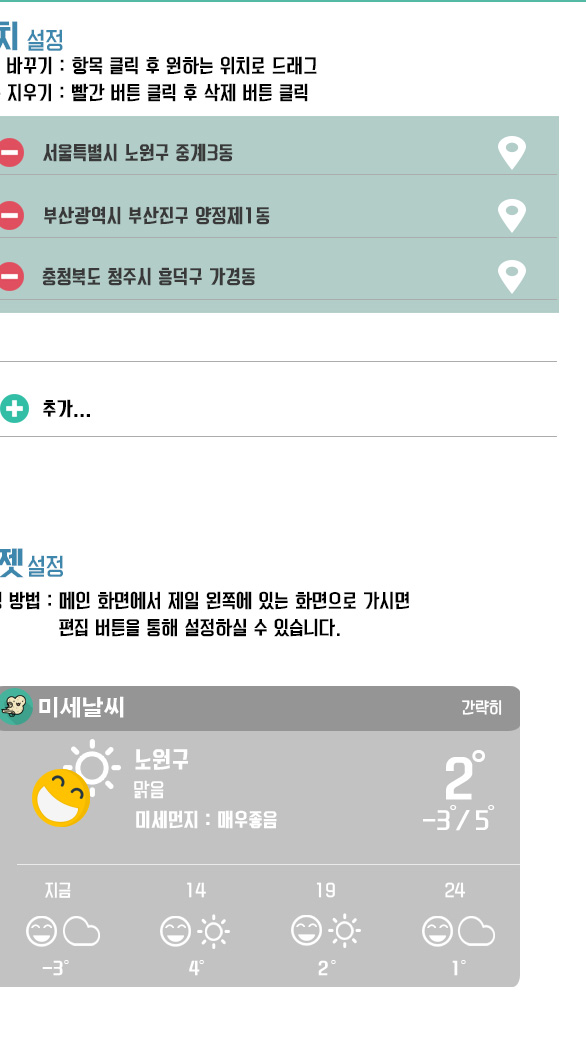 치 설정
바꾸기 : 항목 클릭 후 원하는 위치로 드래그
지우기 : 빨간 버튼 클릭 후 삭제 버튼 클릭
서울특별시 노원구 중계3동
부산광역시 부산진구 양정제1동
충청북도 청주시 흥덕구 가경동
추가...
젯 설정
방법 : 메인 화면에서 제일 왼쪽에 있는 화면으로 가시면
편집 버튼을 통해 설정하실 수 있습니다.
미세날씨 간략히
노원구 2°
맑음
미세먼지 : 매우좋음 -3°/ 5°
지금 14 19 24
-3° 4° 2° 1°